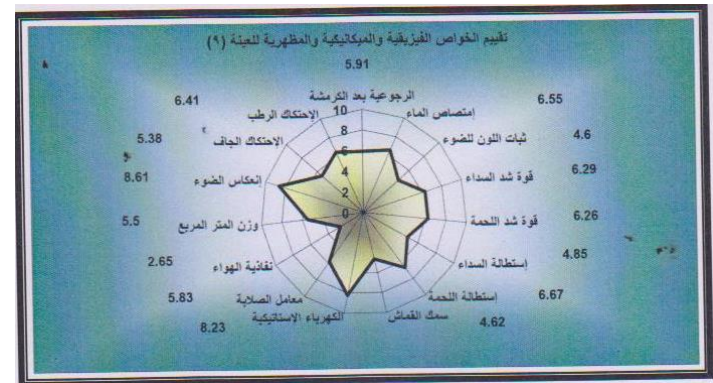 تقييم الخواص الفيزيقية والميكانيكية والمظهرية للعينة (٩)
5.91
الرجوعية بعد الكرمشة
6.55
إمتصاص الماء
4.6
ثبات اللون للضوء
6.29
قوة شد السداء
6.26
قوة شد اللحمة
4.85
إستطالة السداء
6.67
إستطالة اللحمة
4.62
سمك القماش
الكهرباء الإستاتيكية
8.23
معامل الصلابة
5.83
نفاذية الهواء
2.65
وزن المتر المربع
5.5
إنعكاس الضوء
8.61
الإحتكاك الجاف
5.38
الإحتكاك الرطب
6.41
10
8
6
4
2
0